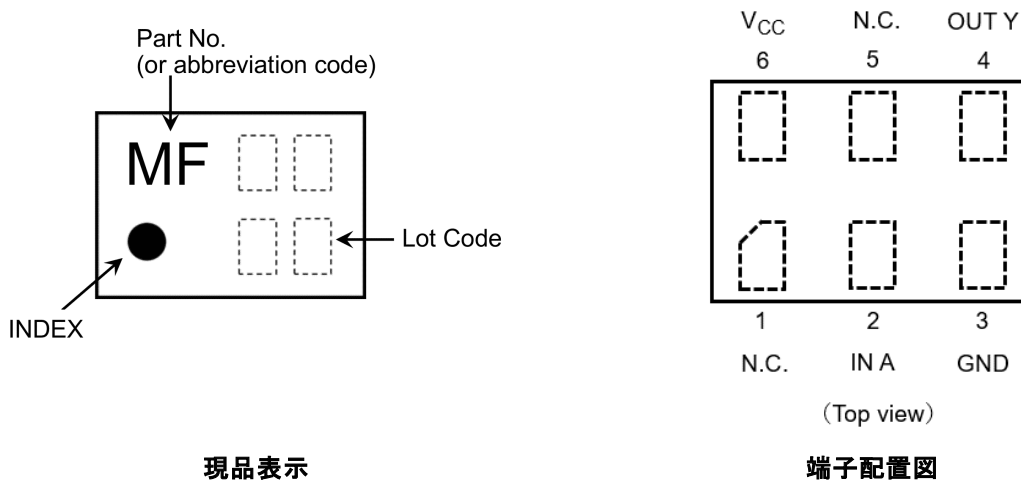 Part No.
(or abbreviation code)
MF
Lot Code
INDEX
現品表示
V_CC N.C. OUT Y
6 5 4
1 2 3
N.C. IN A GND
（Top view）
端子配置図